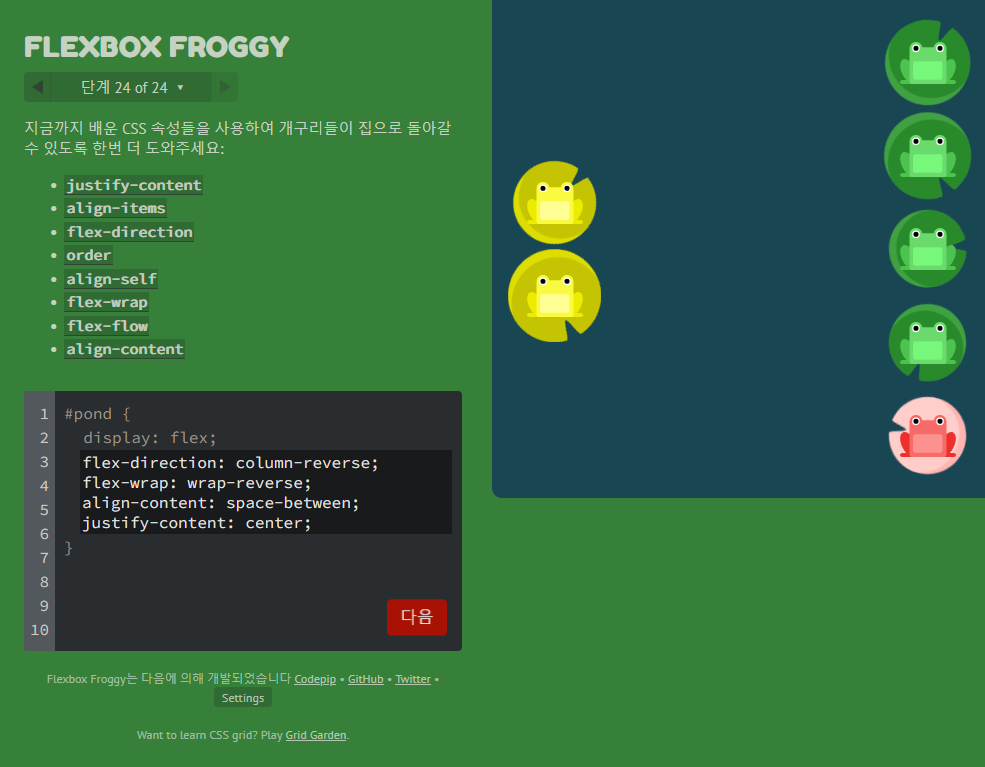 FLEXBOX FROGGY
◀ 단계 24 of 24 ▼ ▶
지금까지 배운 CSS 속성들을 사용하여 개구리들이 집으로 돌아갈
수 있도록 한번 더 도와주세요:
• justify-content
• align-items
• flex-direction
• order
• align-self
• flex-wrap
• flex-flow
• align-content
1 #pond {
2 display: flex;
3 flex-direction: column-reverse;
4 flex-wrap: wrap-reverse;
5 align-content: space-between;
6 justify-content: center;
7 }
8
9
10
다음
Flexbox Froggy는 다음에 의해 개발되었습니다 Codepip • GitHub • Twitter •
Settings
Want to learn CSS grid? Play Grid Garden.